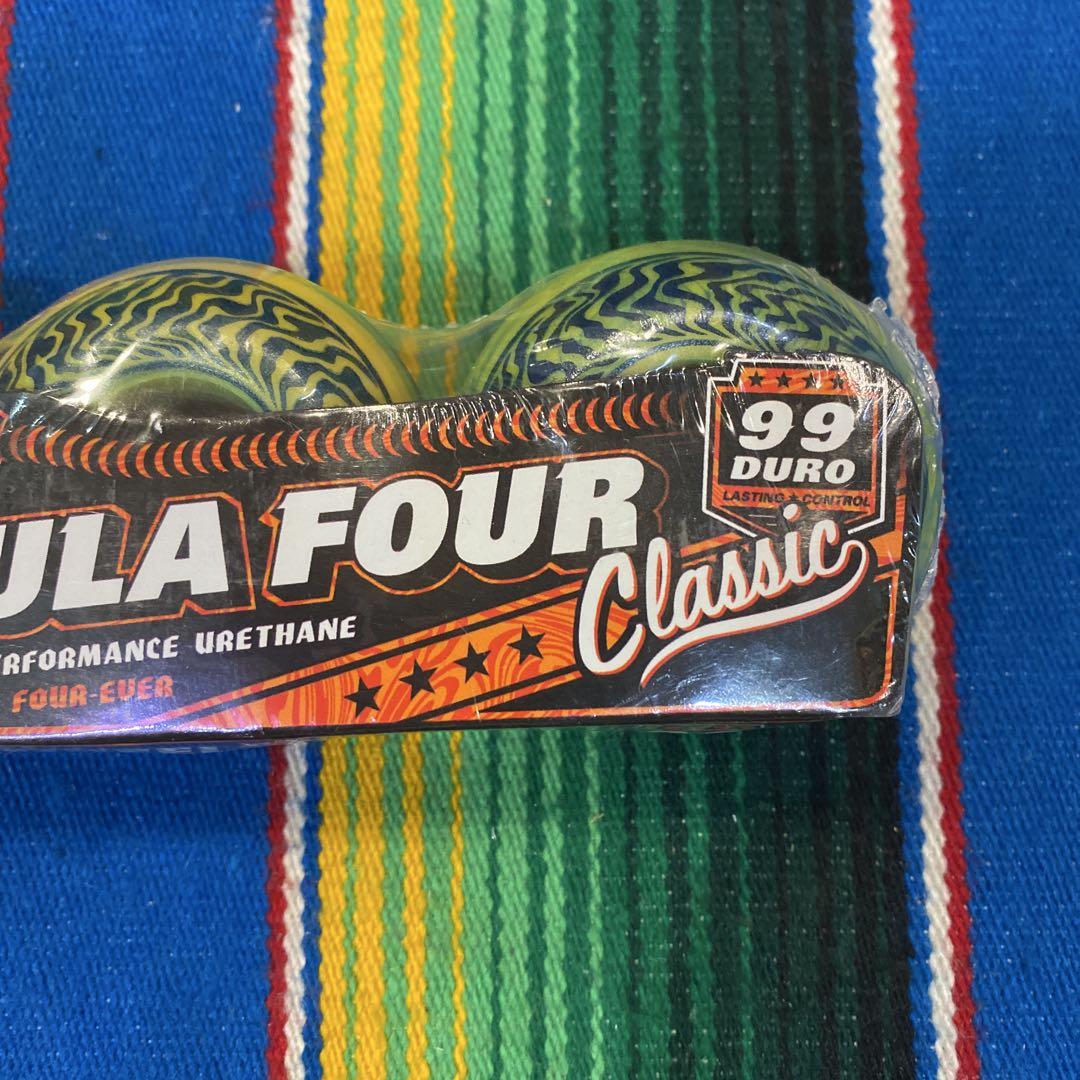 99
DURO
LASTING ★ CONTROL
ULA FOUR
Classic
RFORMANCE URETHANE
FOUR-EVER